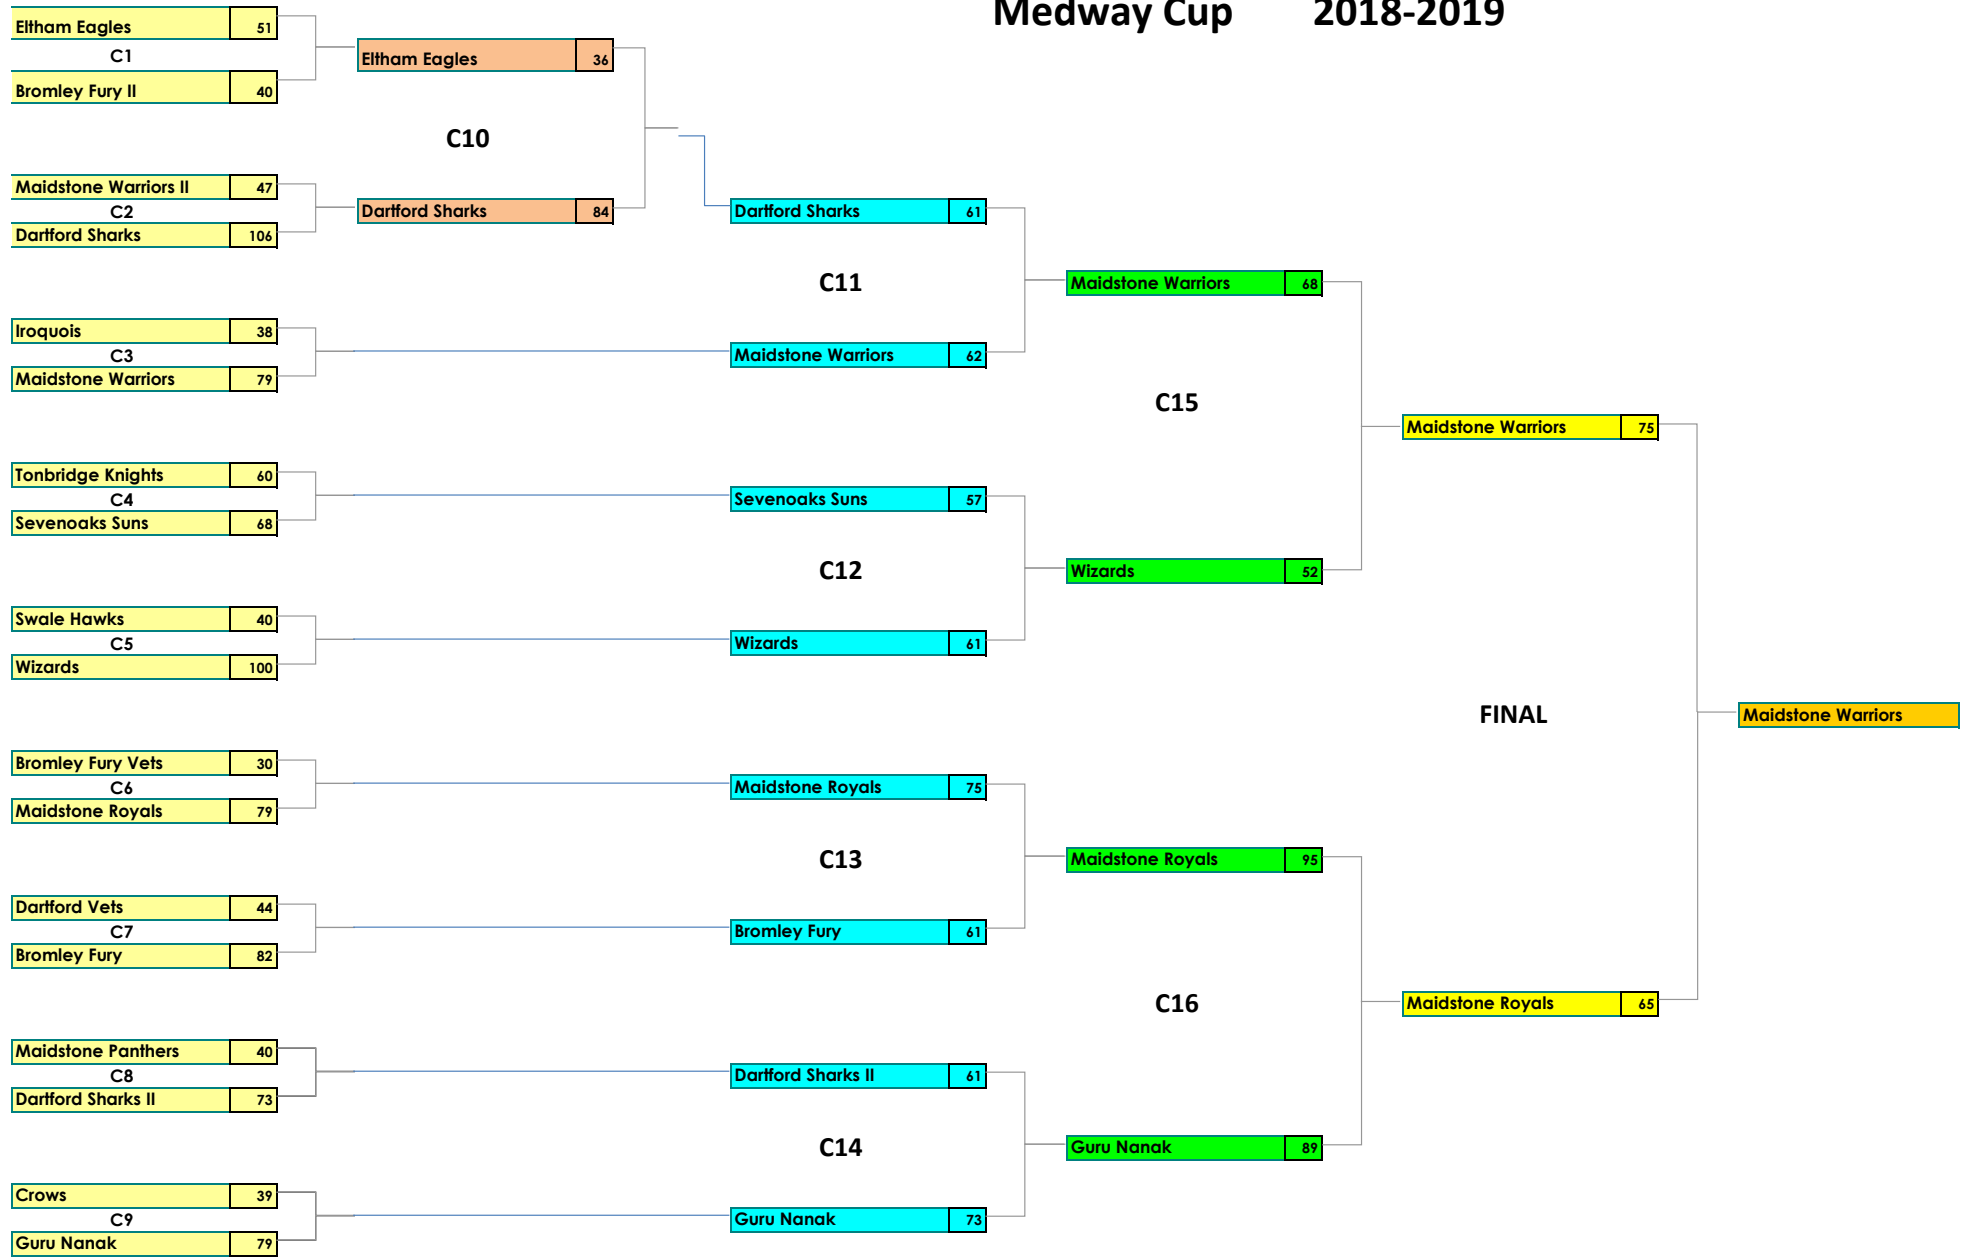 Medway Cup 2018-2019
Eltham Eagles 51
C1
Bromley Fury II 40
Maidstone Warriors II 47
C2
Dartford Sharks 106
Iroquois 38
C3
Maidstone Warriors 79
Tonbridge Knights 60
C4
Sevenoaks Suns 68
Swale Hawks 40
C5
Wizards 100
Bromley Fury Vets 30
C6
Maidstone Royals 79
Dartford Vets 44
C7
Bromley Fury 82
Maidstone Panthers 40
C8
Dartford Sharks II 73
Crows 39
C9
Guru Nanak 79
Eltham Eagles 36
C10
Dartford Sharks 84
Dartford Sharks 61
C11
Maidstone Warriors 62
Sevenoaks Suns 57
C12
Wizards 61
Maidstone Royals 75
C13
Bromley Fury 61
Dartford Sharks II 61
C14
Guru Nanak 73
Maidstone Warriors 68
C15
Wizards 52
Maidstone Royals 95
C16
Guru Nanak 89
Maidstone Warriors 75
FINAL
Maidstone Royals 65
Maidstone Warriors